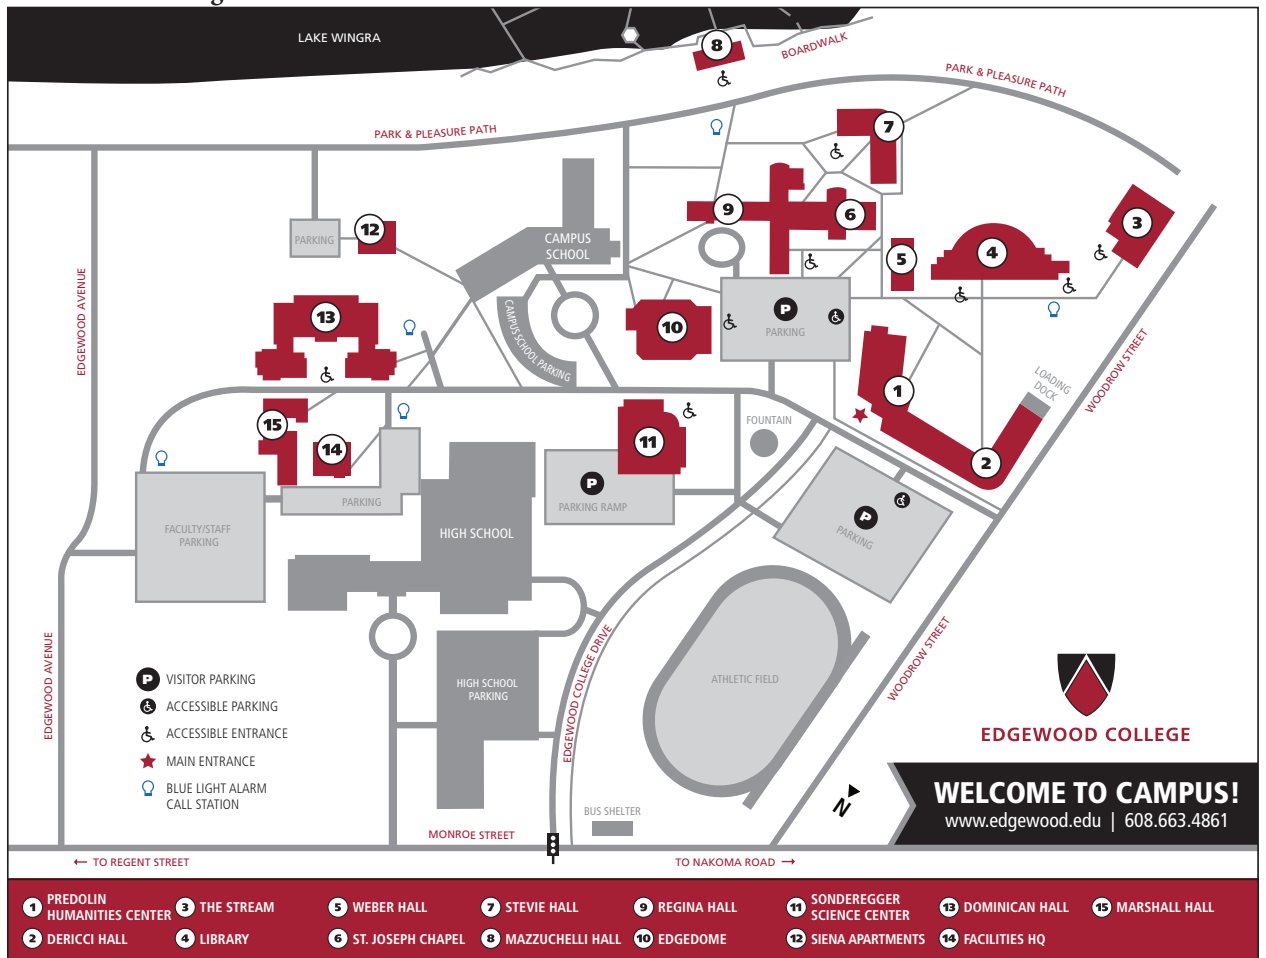 LAKE WINGRA
8
BOARDWALK
PARK & PLEASURE PATH
PARK & PLEASURE PATH
7
12
PARKING
CAMPUS
SCHOOL
9
6
3
5
4
EDGEWOOD AVENUE
13
CAMPUS SCHOOL PARKING
10
P
PARKING
WOODROW STREET
LOADING
DOCK
1
15
14
11
FOUNTAIN
2
PARKING
P
PARKING RAMP
FACULTY/STAFF
PARKING
HIGH SCHOOL
P
PARKING
EDGEWOOD AVENUE
EDGEWOOD COLLEGE DRIVE
WOODROW STREET
HIGH SCHOOL
PARKING
ATHLETIC FIELD
P VISITOR PARKING
ACCESSIBLE PARKING
ACCESSIBLE ENTRANCE
MAIN ENTRANCE
BLUE LIGHT ALARM
CALL STATION
EDGEWOOD COLLEGE
N
WELCOME TO CAMPUS!
www.edgewood.edu | 608.663.4861
BUS SHELTER
MONROE STREET
← TO REGENT STREET
TO NAKOMA ROAD →
1 PREDOLIN
HUMANITIES CENTER
2 DERICCI HALL
3 THE STREAM
4 LIBRARY
5 WEBER HALL
6 ST. JOSEPH CHAPEL
7 STEVIE HALL
8 MAZZUCHELLI HALL
9 REGINA HALL
10 EDGEDOME
11 SONDEREGGER
SCIENCE CENTER
12 SIENA APARTMENTS
13 DOMINICAN HALL
14 FACILITIES HQ
15 MARSHALL HALL